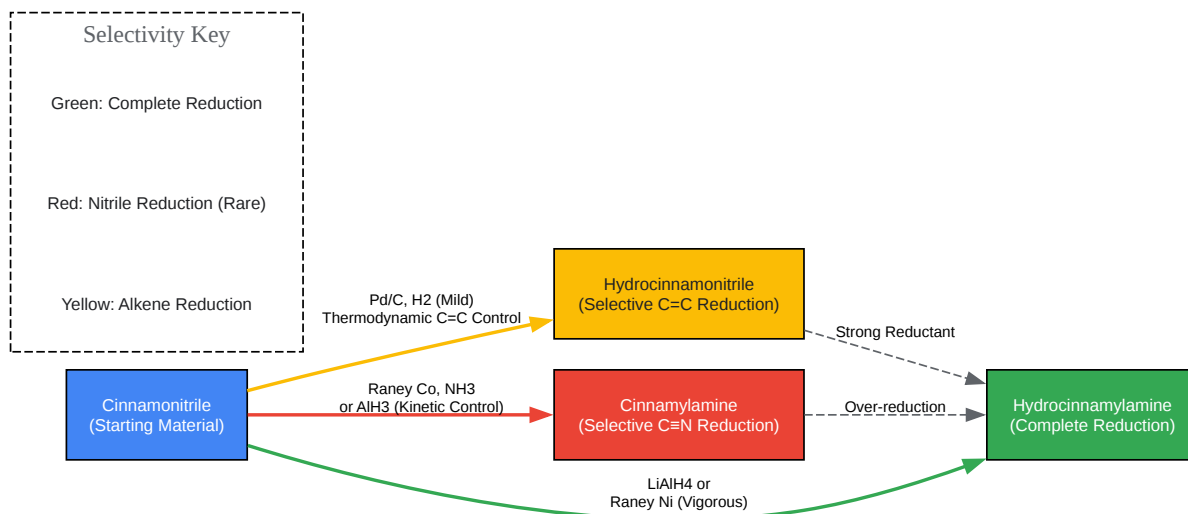 Selectivity Key
Green: Complete Reduction
Red: Nitrile Reduction (Rare)
Yellow: Alkene Reduction
Cinnamonitrile
(Starting Material)
Pd/C, H2 (Mild)
Thermodynamic C=C Control
Raney Co, NH3
or AlH3 (Kinetic Control)
LiAlH4 or
Raney Ni (Vigorous)
Hydrocinnamonitrile
(Selective C=C Reduction)
Cinnamylamine
(Selective C≡N Reduction)
Strong Reductant
Over-reduction
Hydrocinnamylamine
(Complete Reduction)